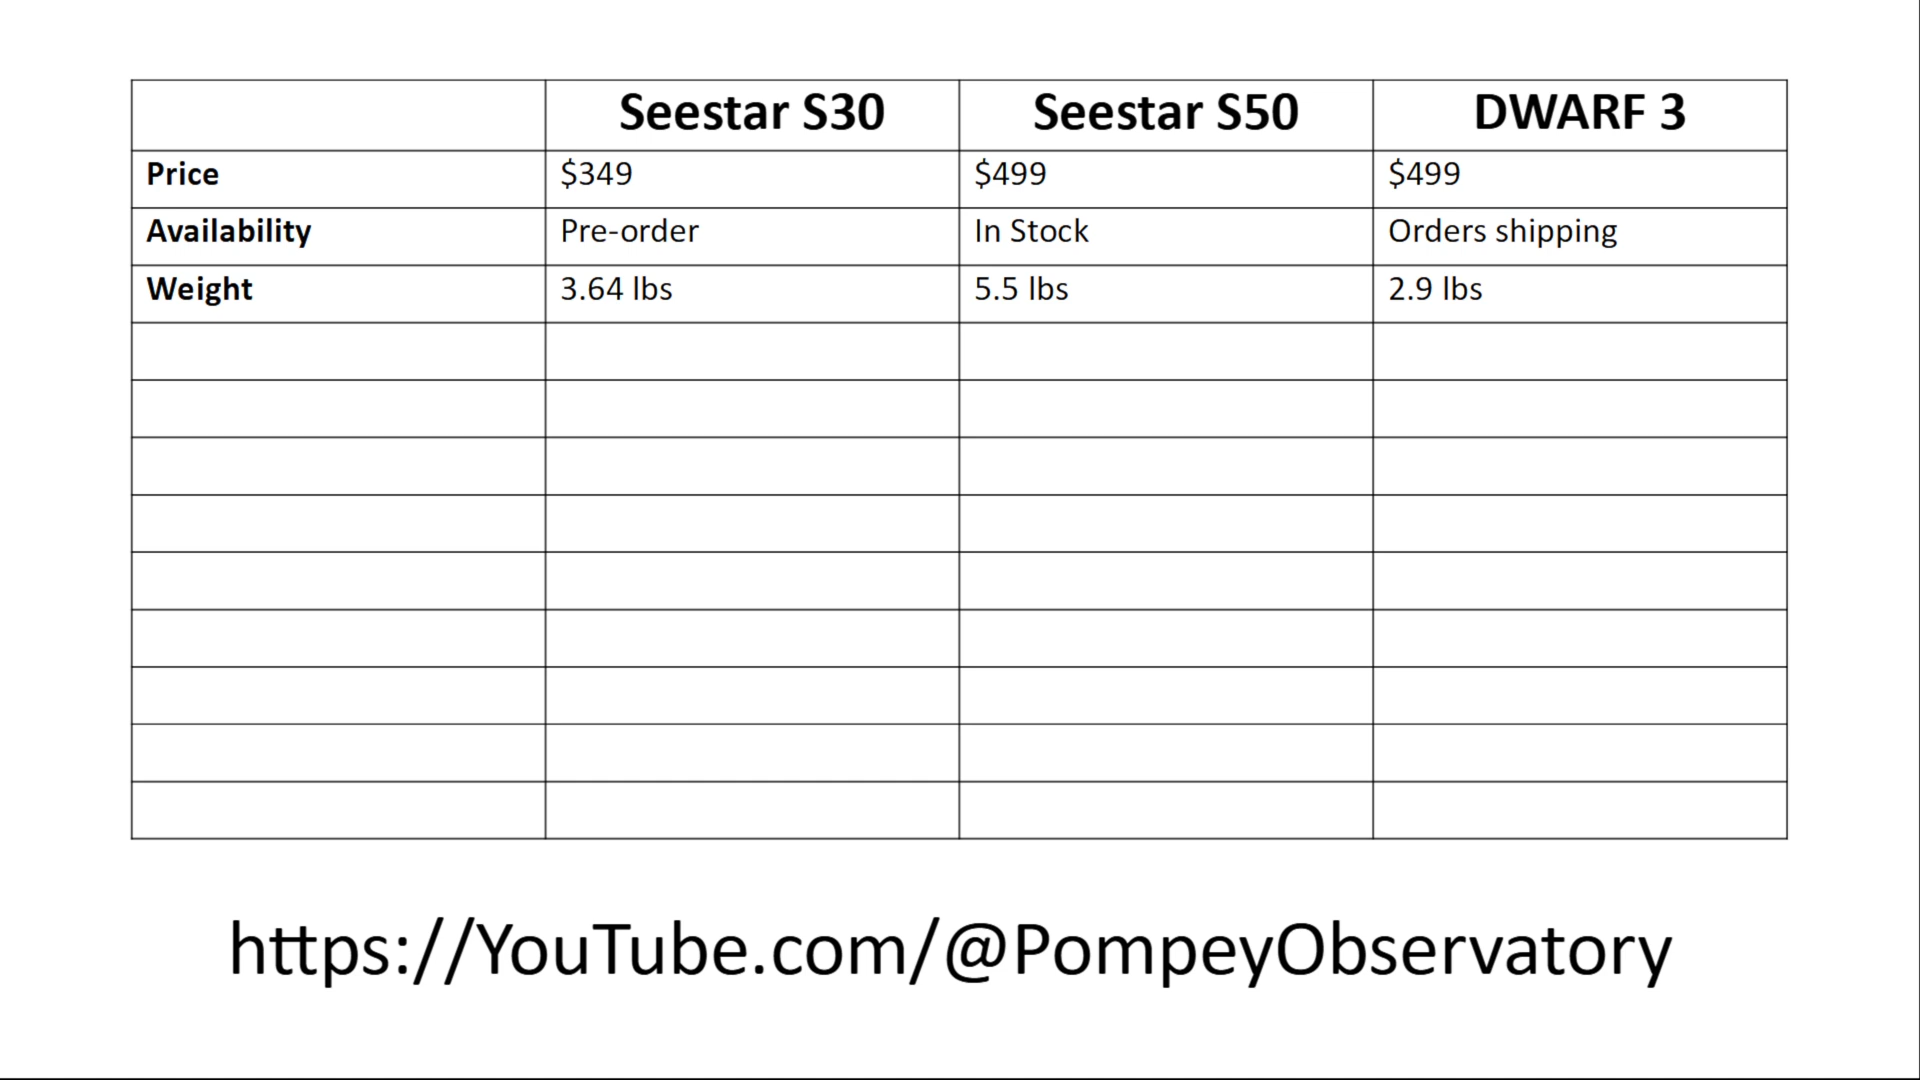 Seestar S30 Seestar S50 DWARF 3
Price $349 $499 $499
Availability Pre-order In Stock Orders shipping
Weight 3.64 lbs 5.5 lbs 2.9 lbs
https://YouTube.com/@PompeyObservatory